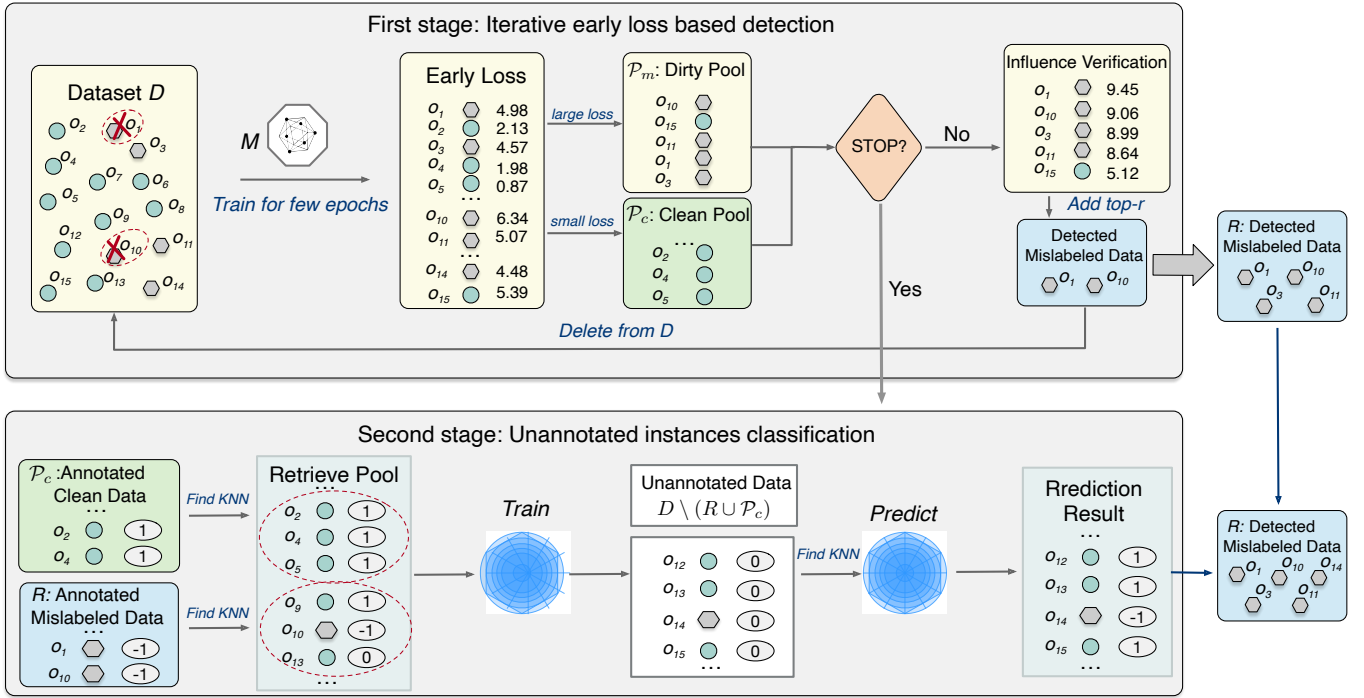 First stage: Iterative early loss based detection
Dataset D
o2
o1
o3
o4
o7
o6
o5
o8
o9
o12
o10
o11
o15
o13
o14
M
Train for few epochs
Early Loss
o1 4.98
o2 2.13
o3 4.57
o4 1.98
o5 0.87
...
o10 6.34
o11 5.07
...
o14 4.48
o15 5.39
large loss
small loss
Pm: Dirty Pool
o10
o15
o11
o1
o3
Pc: Clean Pool
...
o2
o4
o5
STOP?
No
Yes
Influence Verification
o1 9.45
o10 9.06
o3 8.99
o11 8.64
o15 5.12
Add top-r
Detected
Mislabeled Data
o1 o10
Delete from D
R: Detected
Mislabeled Data
o1 o10
o3 o11
Second stage: Unannotated instances classification
Pc :Annotated
Clean Data
...
o2 1
o4 1
R: Annotated
Mislabeled Data
...
o1 -1
o10 -1
Find KNN
Find KNN
Retrieve Pool
...
o2 1
o4 1
o5 1
o9 1
o10 -1
o13 0
...
Train
Unannotated Data
D \ (R ∪ Pc)
o12 0
o13 0
o14 0
o15 0
...
Find KNN
Predict
Rrediction
Result
...
o12 1
o13 1
o14 -1
o15 1
...
R: Detected
Mislabeled Data
o1 o10 o14
o3 o11